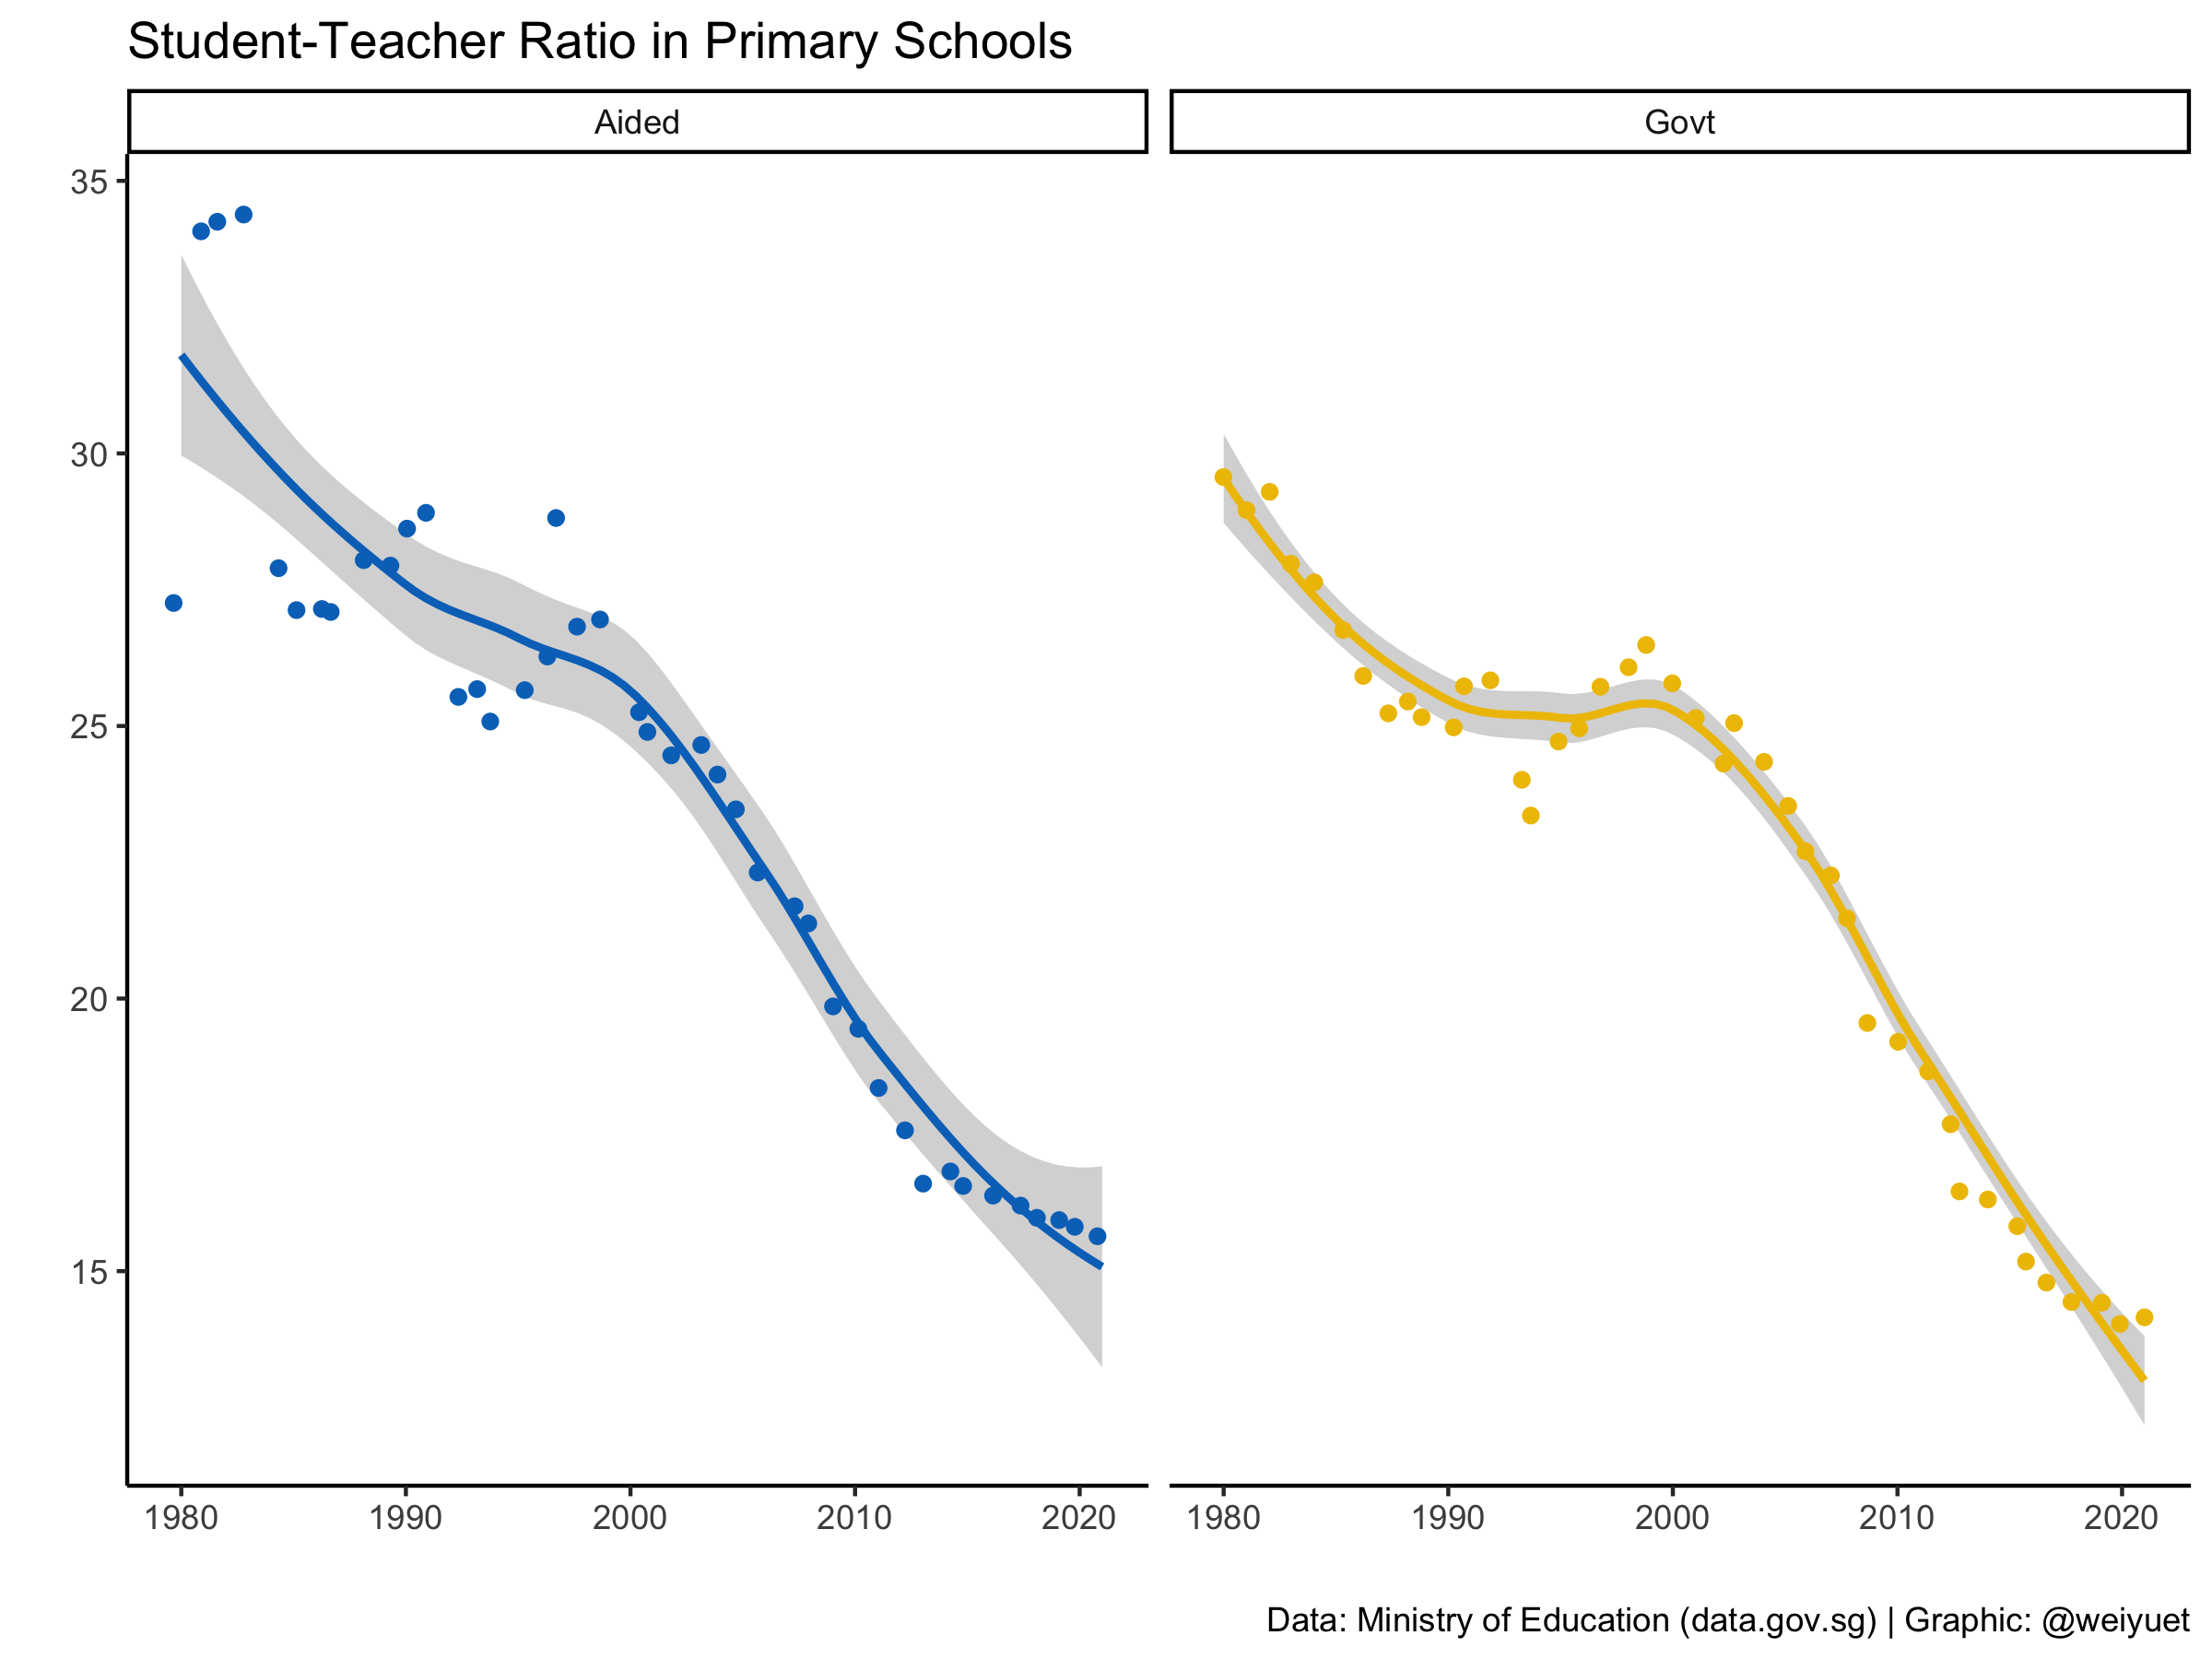 Student-Teacher Ratio in Primary Schools
Aided
Govt
35
30
25
20
15
1980 1990 2000 2010 2020
1980 1990 2000 2010 2020
Data: Ministry of Education (data.gov.sg) | Graphic: @weiyuet